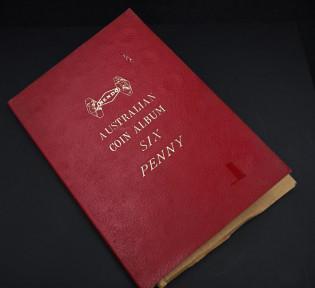 AUSTRALIAN
COIN ALBUM
SIX
PENNY